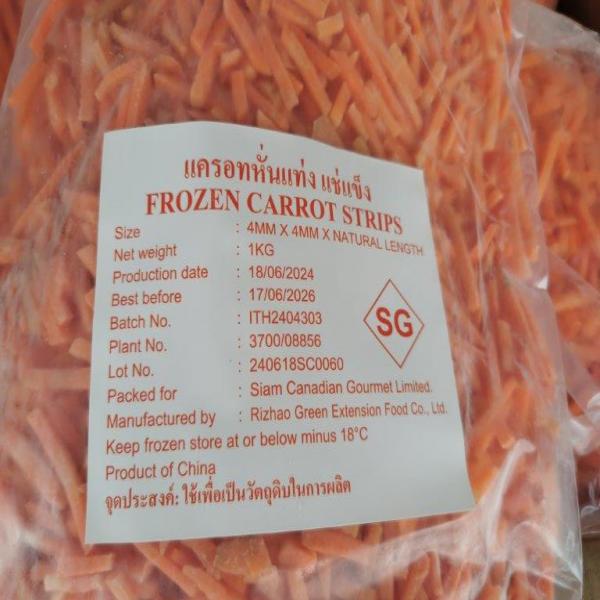 แครอทหั่นแท่ง แช่แข็ง
FROZEN CARROT STRIPS
Size : 4MM X 4MM X NATURAL LENGTH
Net weight : 1KG
Production date : 18/06/2024
Best before : 17/06/2026
Batch No. : ITH2404303
Plant No. : 3700/08856
Lot No. : 240618SC0060
Packed for : Siam Canadian Gourmet Limited.
Manufactured by : Rizhao Green Extension Food Co., Ltd.
Keep frozen store at or below minus 18°C
Product of China
จุดประสงค์: ใช้เพื่อเป็นวัตถุดิบในการผลิต
SG